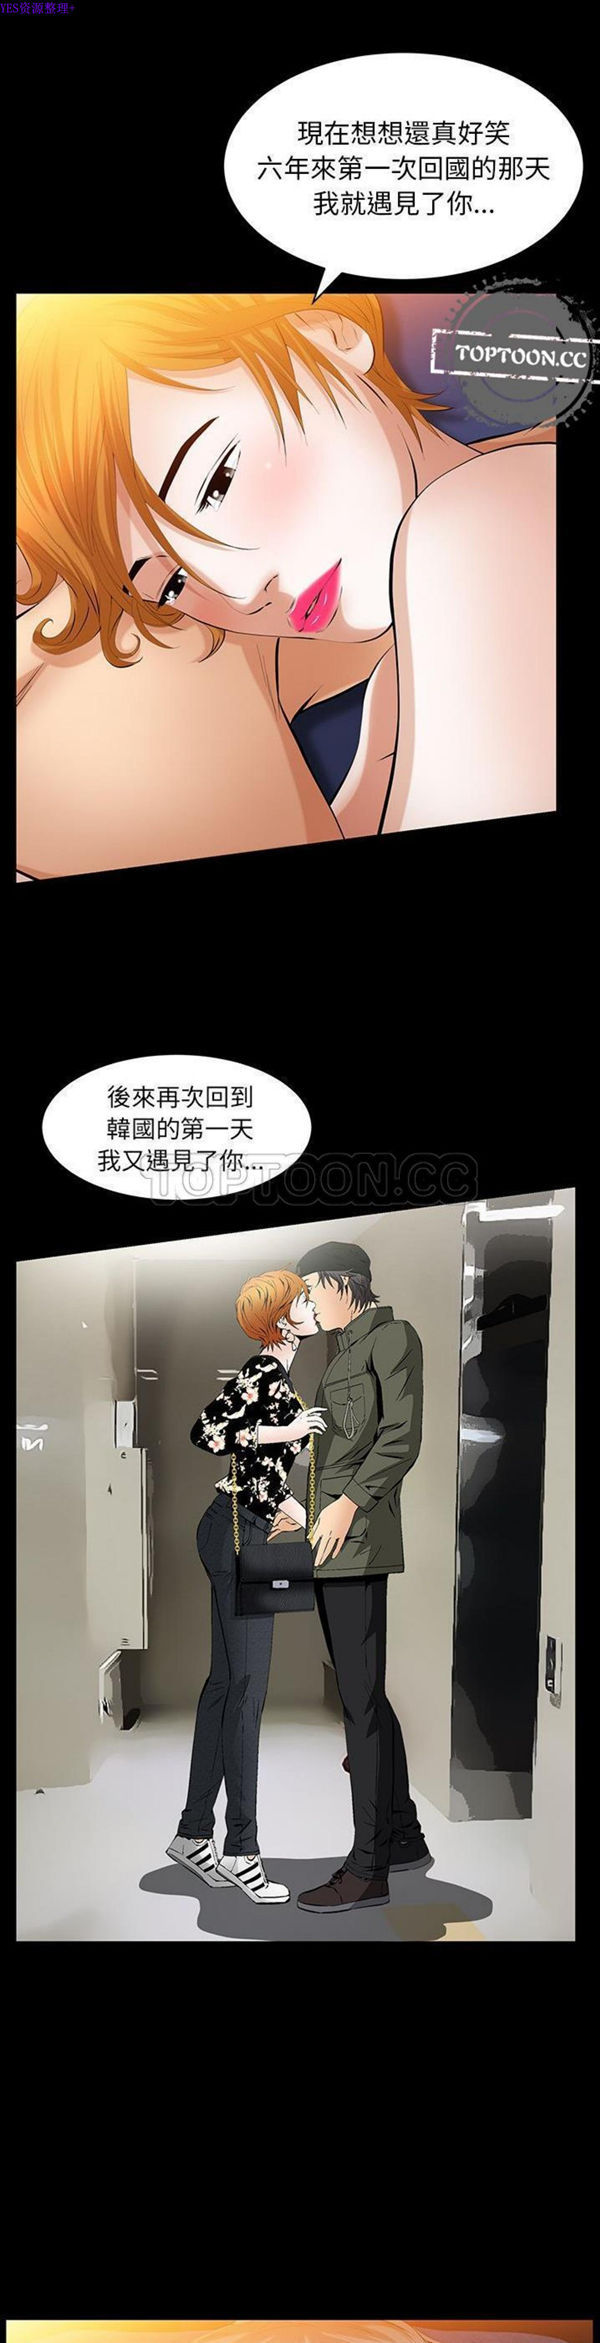 YES资源整理+
現在想想還真好笑
六年來第一次回國的那天
我就遇見了你...
TOPTOON.CC
後來再次回到
韓國的第一天
我又遇見了你...
TOPTOON.CC